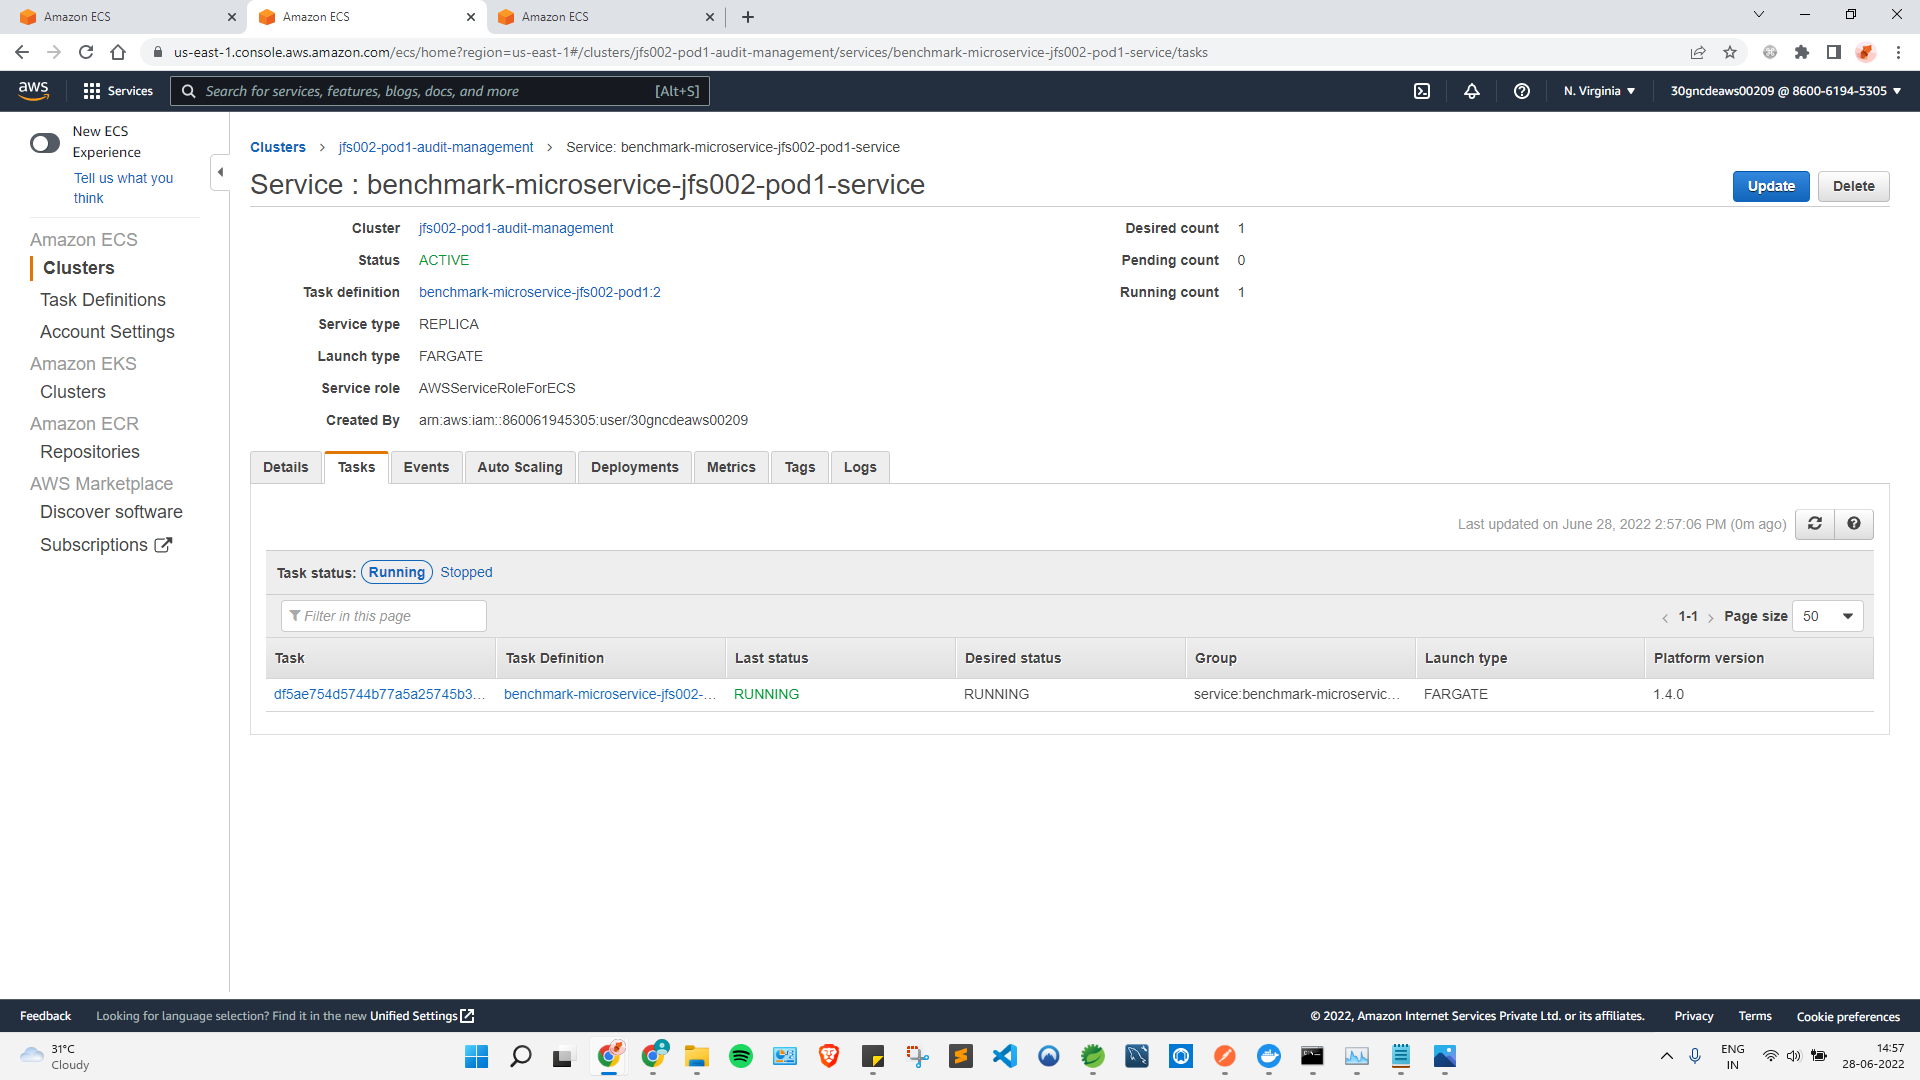 Amazon ECS
Amazon ECS
Amazon ECS
us-east-1.console.aws.amazon.com/ecs/home?region=us-east-1#/clusters/jfs002-pod1-audit-management/services/benchmark-microservice-jfs002-pod1-service/tasks
aws
Services
Search for services, features, blogs, docs, and more
[Alt+S]
N. Virginia
30gncdeaws00209 @ 8600-6194-5305
New ECS
Experience
Tell us what you
think
Amazon ECS
Clusters
Task Definitions
Account Settings
Amazon EKS
Clusters
Amazon ECR
Repositories
AWS Marketplace
Discover software
Subscriptions
Clusters > jfs002-pod1-audit-management > Service: benchmark-microservice-jfs002-pod1-service
Service : benchmark-microservice-jfs002-pod1-service
Update
Delete
Cluster jfs002-pod1-audit-management
Status ACTIVE
Task definition benchmark-microservice-jfs002-pod1:2
Service type REPLICA
Launch type FARGATE
Service role AWSServiceRoleForECS
Created By arn:aws:iam::860061945305:user/30gncdeaws00209
Desired count 1
Pending count 0
Running count 1
Details Tasks Events Auto Scaling Deployments Metrics Tags Logs
Last updated on June 28, 2022 2:57:06 PM (0m ago)
Task status: Running Stopped
Filter in this page
< 1-1 > Page size 50
Task Task Definition Last status Desired status Group Launch type Platform version
df5ae754d5744b77a5a25745b3... benchmark-microservice-jfs002-... RUNNING RUNNING service:benchmark-microservic... FARGATE 1.4.0
Feedback Looking for language selection? Find it in the new Unified Settings
© 2022, Amazon Internet Services Private Ltd. or its affiliates. Privacy Terms Cookie preferences
31°C
Cloudy
ENG
IN
14:57
28-06-2022